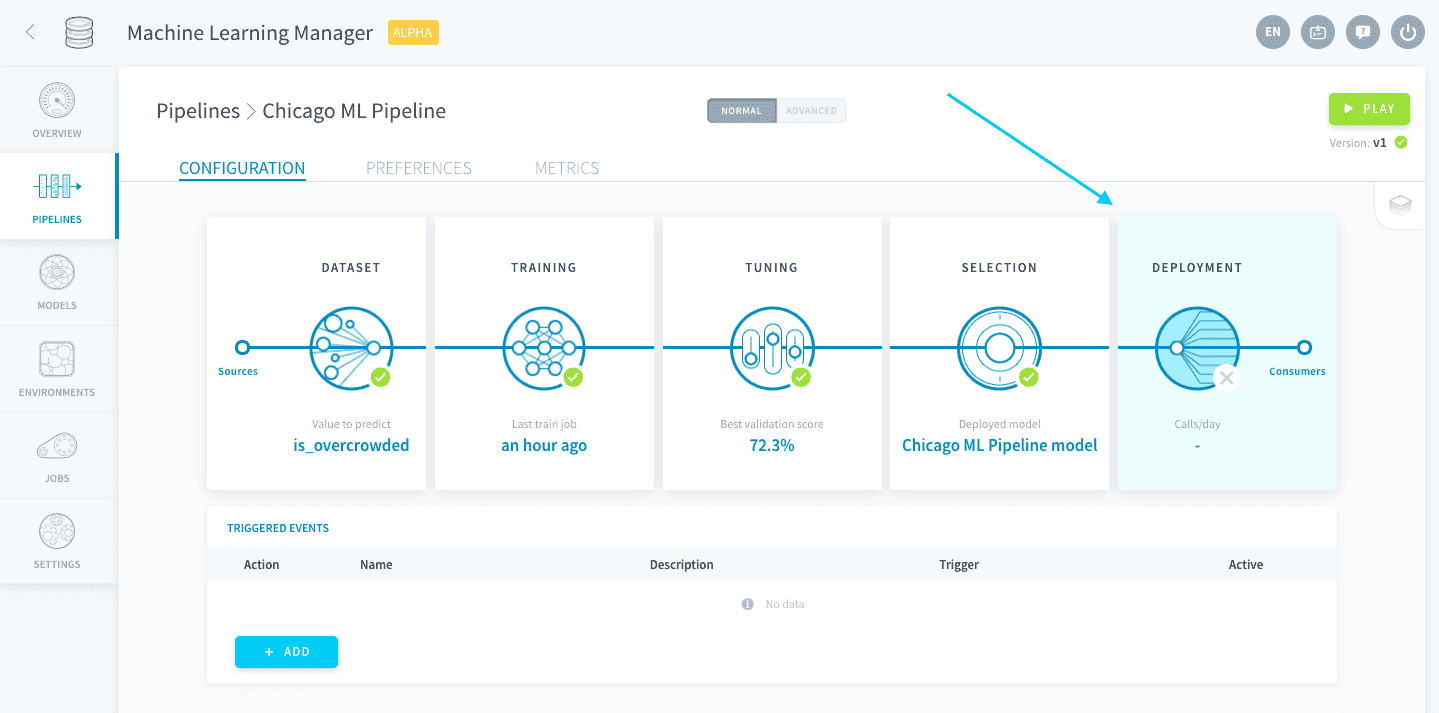 Machine Learning Manager ALPHA
EN
OVERVIEW
PIPELINES
MODELS
ENVIRONMENTS
JOBS
SETTINGS
Pipelines > Chicago ML Pipeline
NORMAL ADVANCED
PLAY
Version: v1
CONFIGURATION PREFERENCES METRICS
DATASET
Sources
Value to predict
is_overcrowded
TRAINING
Last train job
an hour ago
TUNING
Best validation score
72.3%
SELECTION
Deployed model
Chicago ML Pipeline model
DEPLOYMENT
Consumers
Calls/day
-
TRIGGERED EVENTS
Action Name Description Trigger Active
No data
+ ADD